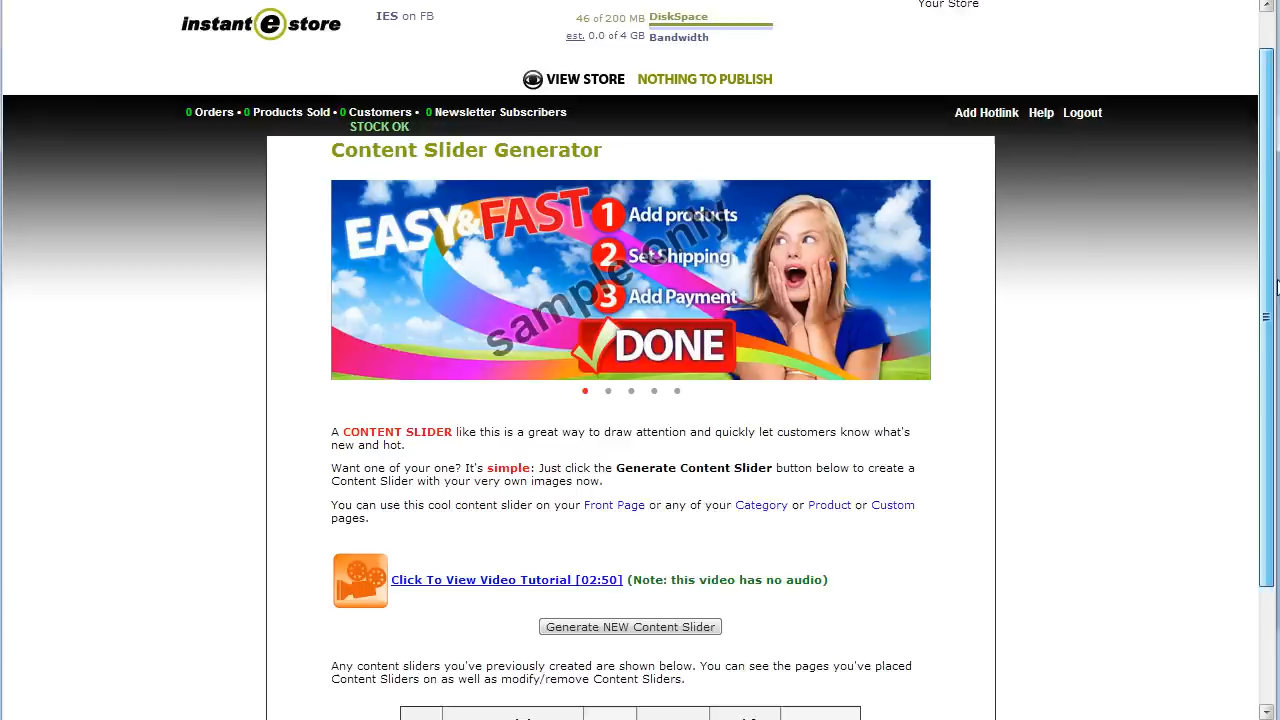 Your Store
instant e store
IES on FB
46 of 200 MB DiskSpace
est. 0.0 of 4 GB Bandwidth
VIEW STORE NOTHING TO PUBLISH
0 Orders • 0 Products Sold • 0 Customers • 0 Newsletter Subscribers
STOCK OK
Add Hotlink Help Logout
Content Slider Generator
EASY & FAST
1 Add products
2 Set Shipping
3 Add Payment
DONE
sample only
A CONTENT SLIDER like this is a great way to draw attention and quickly let customers know what's
new and hot.
Want one of your one? It's simple: Just click the Generate Content Slider button below to create a
Content Slider with your very own images now.
You can use this cool content slider on your Front Page or any of your Category or Product or Custom
pages.
Click To View Video Tutorial [02:50] (Note: this video has no audio)
Generate NEW Content Slider
Any content sliders you've previously created are shown below. You can see the pages you've placed
Content Sliders on as well as modify/remove Content Sliders.